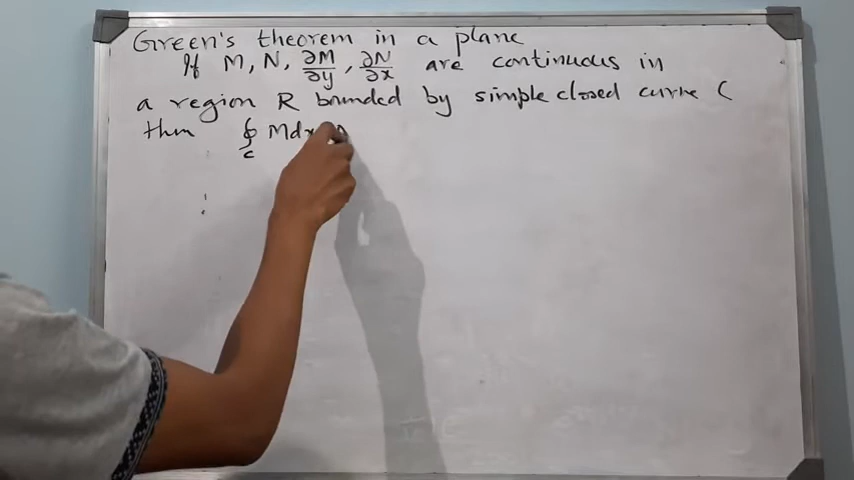 Green's theorem in a plane
If M, N, ∂M/∂y, ∂N/∂x are continuous in
a region R bounded by simple closed curve C
then ∮_C Mdx